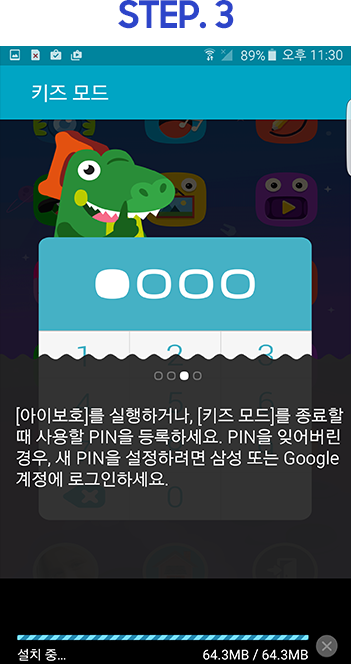 STEP. 3
89% 오후 11:30
키즈 모드
1 2 3
[아이보호]를 실행하거나, [키즈 모드]를 종료할
때 사용할 PIN을 등록하세요. PIN을 잊어버린
경우, 새 PIN을 설정하려면 삼성 또는 Google
계정에 로그인하세요.
0
설치 중... 64.3MB / 64.3MB